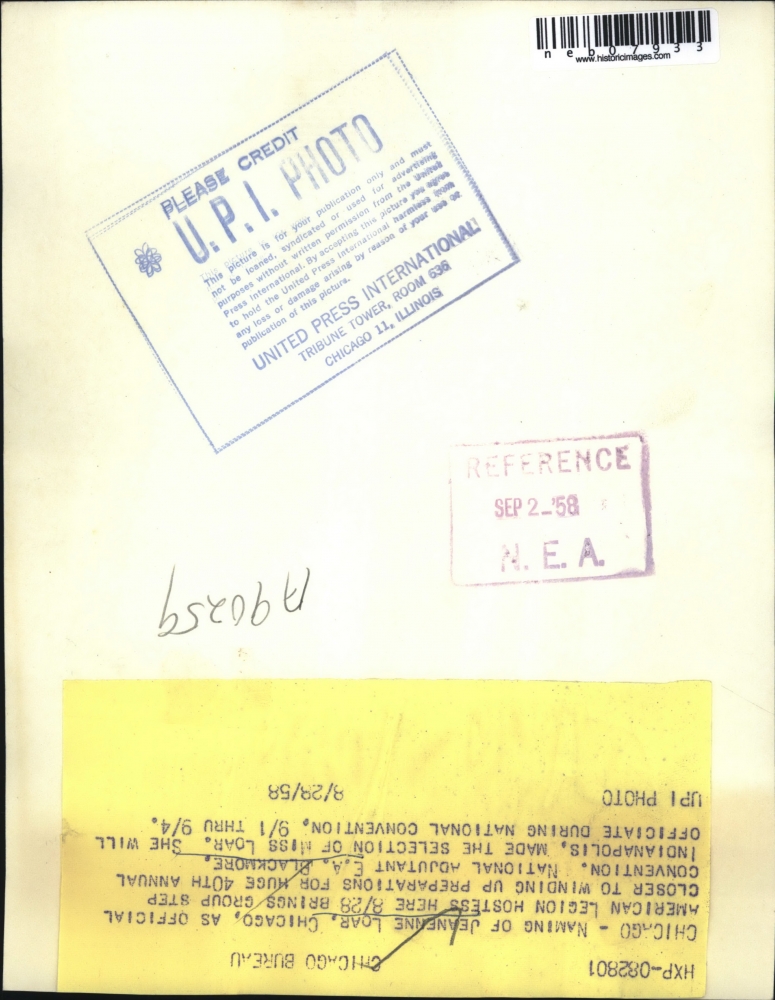 neb07933
www.historicimages.com
PLEASE CREDIT
U.P.I. PHOTO
This picture is for your publication only and must
not be loaned, syndicated or used for advertising
purposes without written permission from the United
Press International. By accepting this picture you agree
to hold the United Press International harmless from
any loss or damage arising by reason of your use or
publication of this picture.
UNITED PRESS INTERNATIONAL
TRIBUNE TOWER, ROOM 636
CHICAGO 11, ILLINOIS
REFERENCE
SEP 2-'58
N. E. A.
A90259
HXP-082801 CHICAGO BUREAU
CHICAGO - NAMING OF JEANENNE LOAR, CHICAGO, AS OFFICIAL
AMERICAN LEGION HOSTESS HERE 8/28 BRINGS GROUP STEP
CLOSER TO WINDING UP PREPARATIONS FOR HUGE 40TH ANNUAL
CONVENTION. NATIONAL ADJUTANT E.A. BLACKMORE,
INDIANAPOLIS, MADE THE SELECTION OF MISS LOAR. SHE WILL
OFFICIATE DURING NATIONAL CONVENTION, 9/1 THRU 9/4.
UPI PHOTO 8/28/58